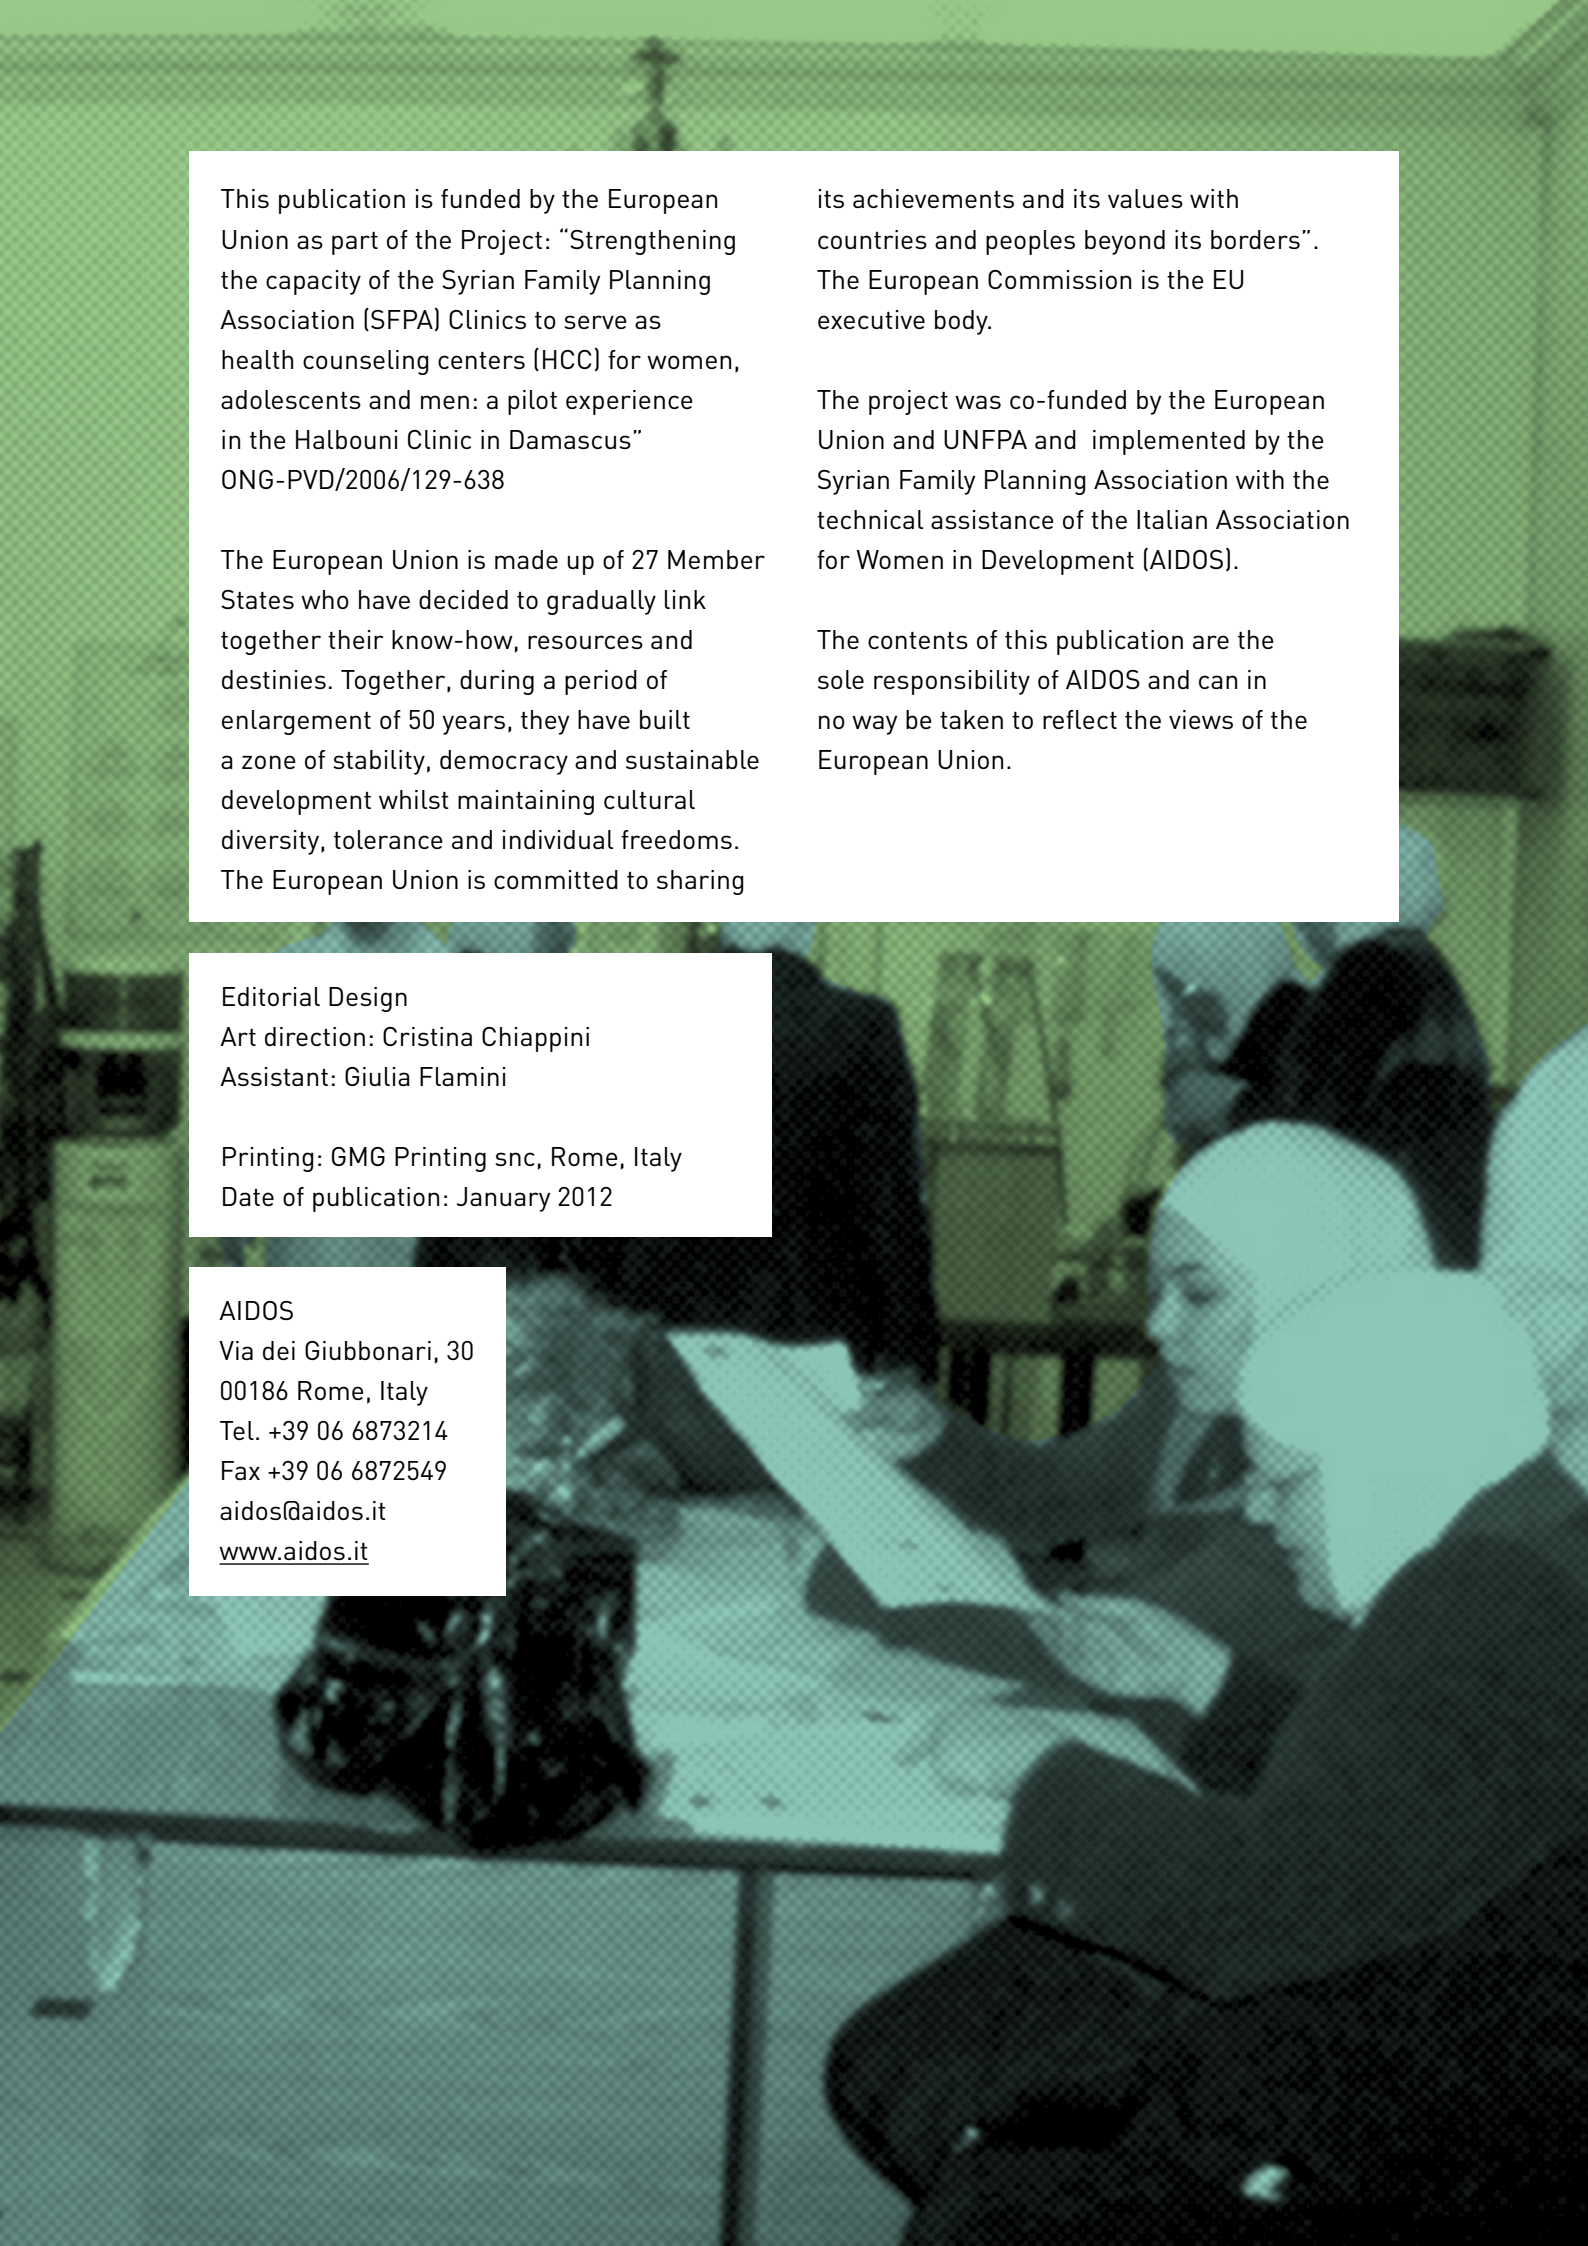 This publication is funded by the European
Union as part of the Project: “Strengthening
the capacity of the Syrian Family Planning
Association (SFPA) Clinics to serve as
health counseling centers (HCC) for women,
adolescents and men: a pilot experience
in the Halbouni Clinic in Damascus”
ONG-PVD/2006/129-638
The European Union is made up of 27 Member
States who have decided to gradually link
together their know-how, resources and
destinies. Together, during a period of
enlargement of 50 years, they have built
a zone of stability, democracy and sustainable
development whilst maintaining cultural
diversity, tolerance and individual freedoms.
The European Union is committed to sharing
its achievements and its values with
countries and peoples beyond its borders”.
The European Commission is the EU
executive body.
The project was co-funded by the European
Union and UNFPA and implemented by the
Syrian Family Planning Association with the
technical assistance of the Italian Association
for Women in Development (AIDOS).
The contents of this publication are the
sole responsibility of AIDOS and can in
no way be taken to reflect the views of the
European Union.
Editorial Design
Art direction: Cristina Chiappini
Assistant: Giulia Flamini
Printing: GMG Printing snc, Rome, Italy
Date of publication: January 2012
AIDOS
Via dei Giubbonari, 30
00186 Rome, Italy
Tel. +39 06 6873214
Fax +39 06 6872549
aidos@aidos.it
www.aidos.it